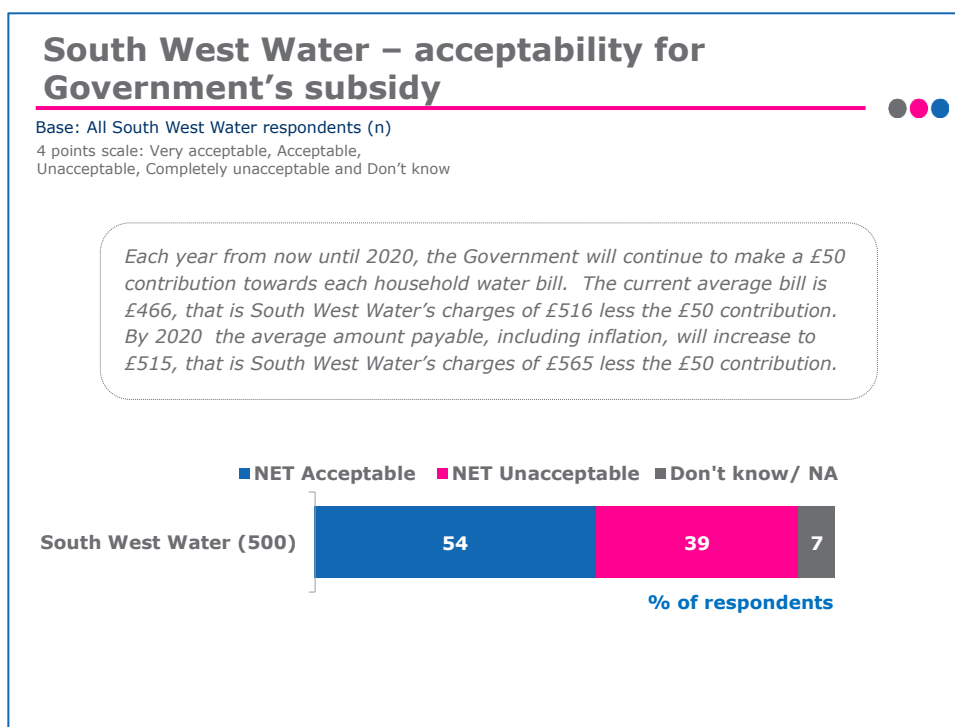 South West Water – acceptability for
Government's subsidy
Base: All South West Water respondents (n)
4 points scale: Very acceptable, Acceptable,
Unacceptable, Completely unacceptable and Don't know
Each year from now until 2020, the Government will continue to make a £50
contribution towards each household water bill.  The current average bill is
£466, that is South West Water's charges of £516 less the £50 contribution.
By 2020  the average amount payable, including inflation, will increase to
£515, that is South West Water's charges of £565 less the £50 contribution.
NET Acceptable NET Unacceptable Don't know/ NA
South West Water (500) 54 39 7
% of respondents